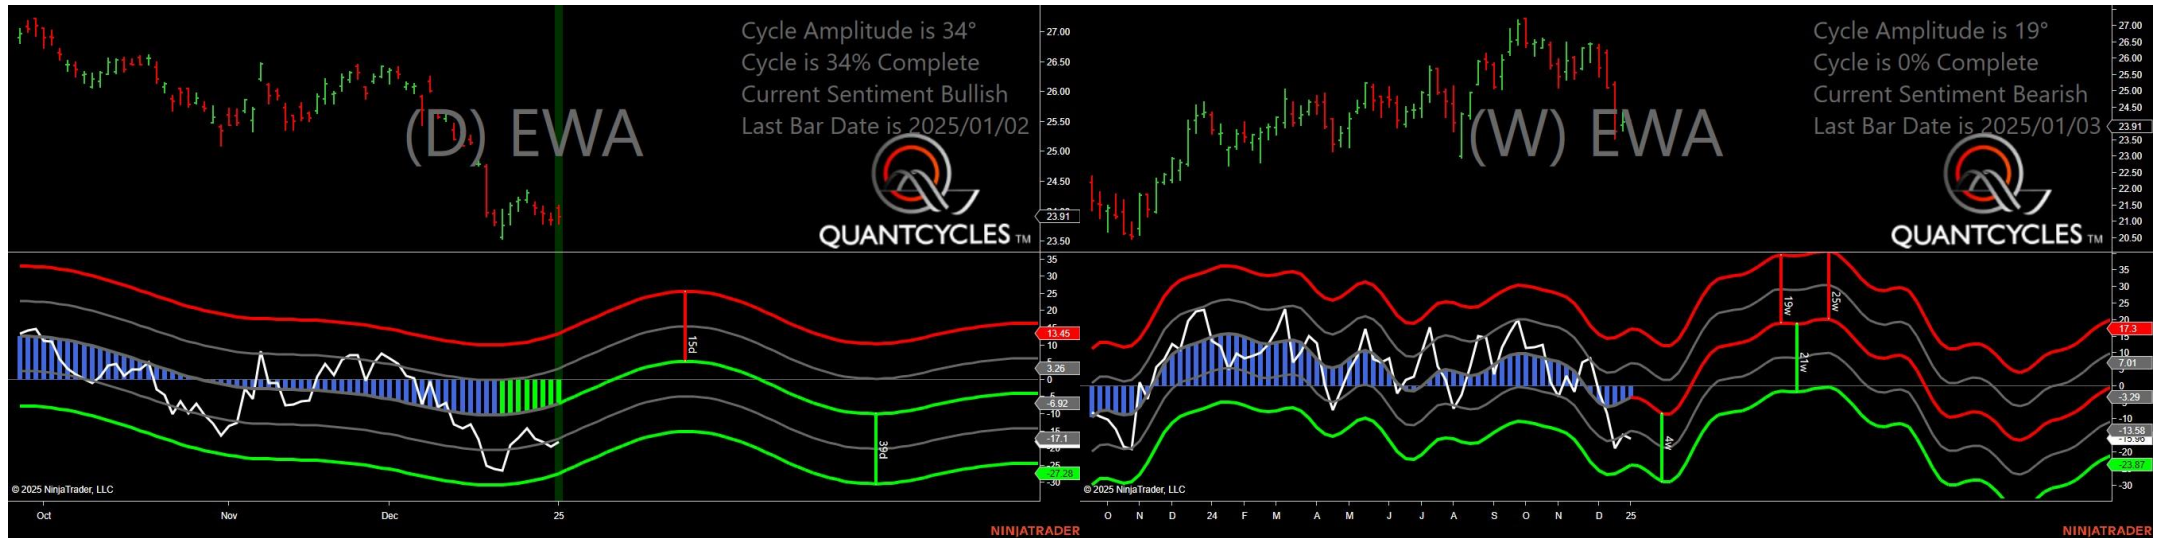 Cycle Amplitude is 34°
Cycle is 34% Complete
Current Sentiment Bullish
Last Bar Date is 2025/01/02
(D) EWA
QUANTCYCLES TM
27.00
26.50
26.00
25.50
25.00
24.50
23.91
23.50
35
30
25
20
13.45
10
3.26
0
-6.92
-10
-17.1
-27.28
-30
15d
39d
© 2025 NinjaTrader, LLC
Oct
Nov
Dec
25
NINJATRADER
Cycle Amplitude is 19°
Cycle is 0% Complete
Current Sentiment Bearish
Last Bar Date is 2025/01/03
(W) EWA
QUANTCYCLES TM
27.00
26.50
26.00
25.50
25.00
24.50
23.91
23.50
23.00
22.50
22.00
21.50
21.00
20.50
35
30
25
20
17.3
15
10
7.01
0
-3.29
-10
-13.58
-15.96
-20
-23.87
-30
4w
19w
21w
25w
© 2025 NinjaTrader, LLC
O N D 24 F M A M J J A S O N D 25
NINJATRADER